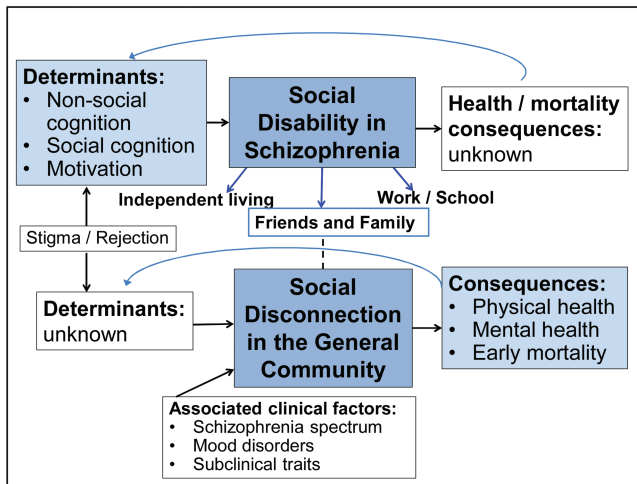 Determants:
• Non-social
cognition
• Social cognition
• Motivation
Social
Disability in
Schizophrenia
Health / mortality
consequences:
unknown
Independent living
Work / School
Friends and Family
Stigma / Rejection
Determants:
unknown
Social
Disconnection
in the General
Community
Consequences:
• Physical health
• Mental health
• Early mortality
Associated clinical factors:
• Schizophrenia spectrum
• Mood disorders
• Subclinical traits